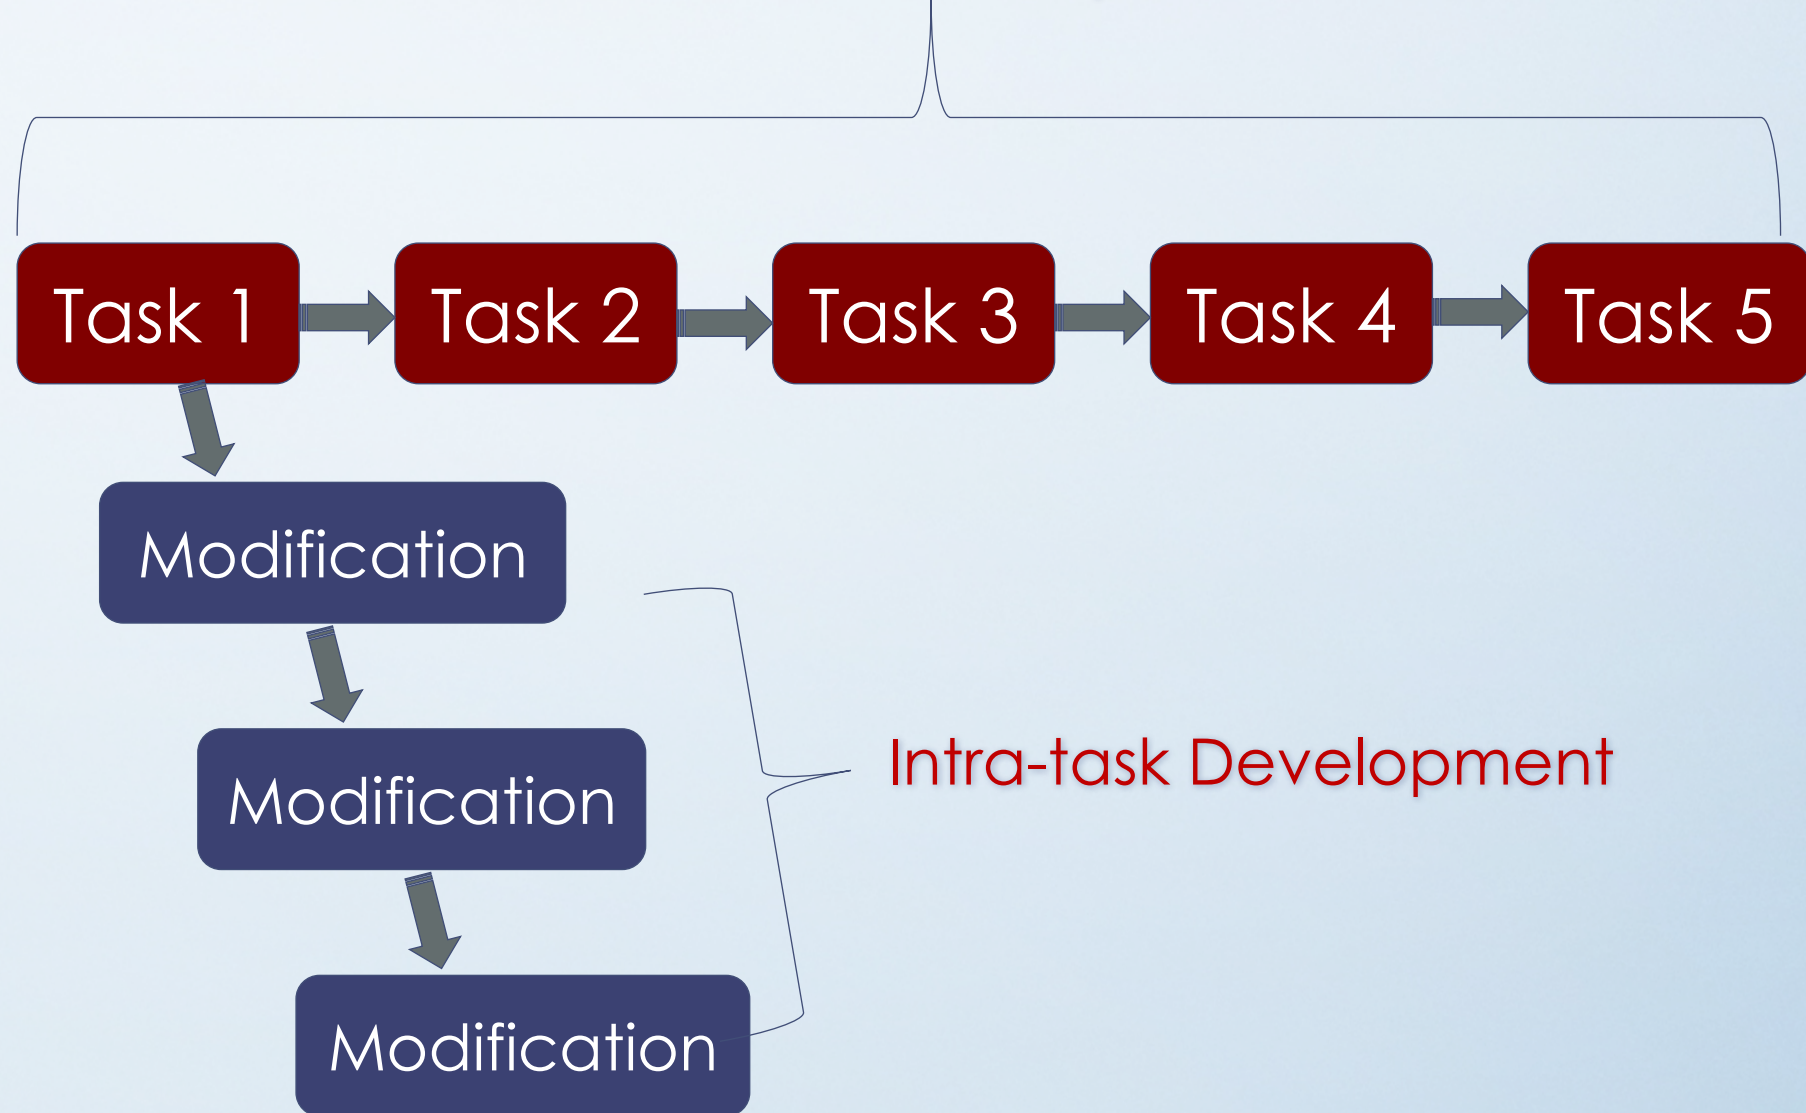 Task 1
Task 2
Task 3
Task 4
Task 5
Modification
Modification
Intra-task Development
Modification